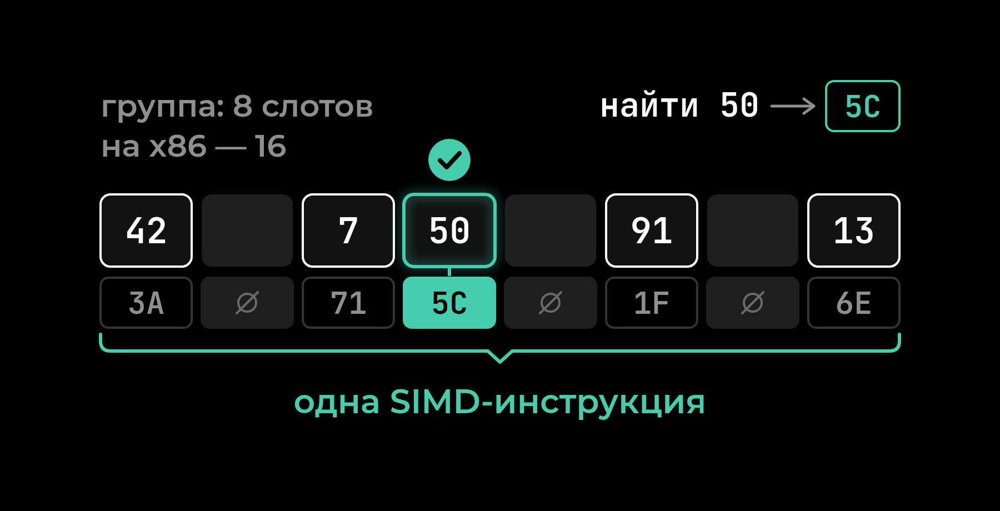 группа: 8 слотов
на x86 — 16
найти 50 → 5C
42 7 50 91 13
3A ∅ 71 5C ∅ 1F ∅ 6E
одна SIMD-инструкция